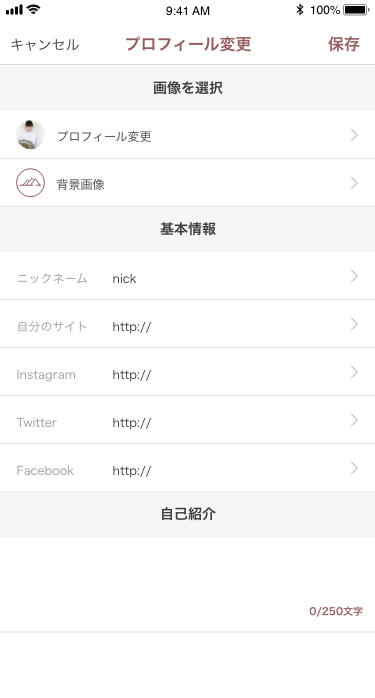 9:41 AM 100%
キャンセル プロフィール変更 保存
画像を選択
プロフィール変更
背景画像
基本情報
ニックネーム nick
自分のサイト http://
Instagram http://
Twitter http://
Facebook http://
自己紹介
0/250文字